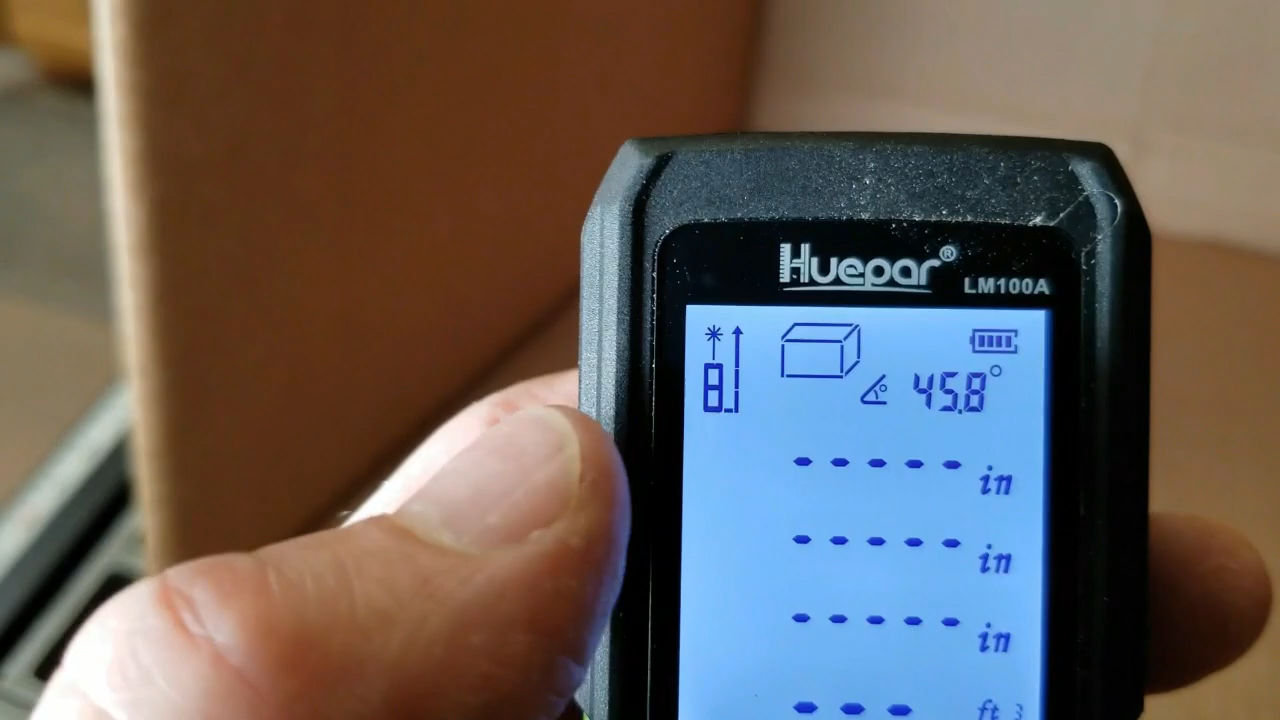 Huepar®
LM100A
45.8°
----- in
----- in
----- in
--- ft³